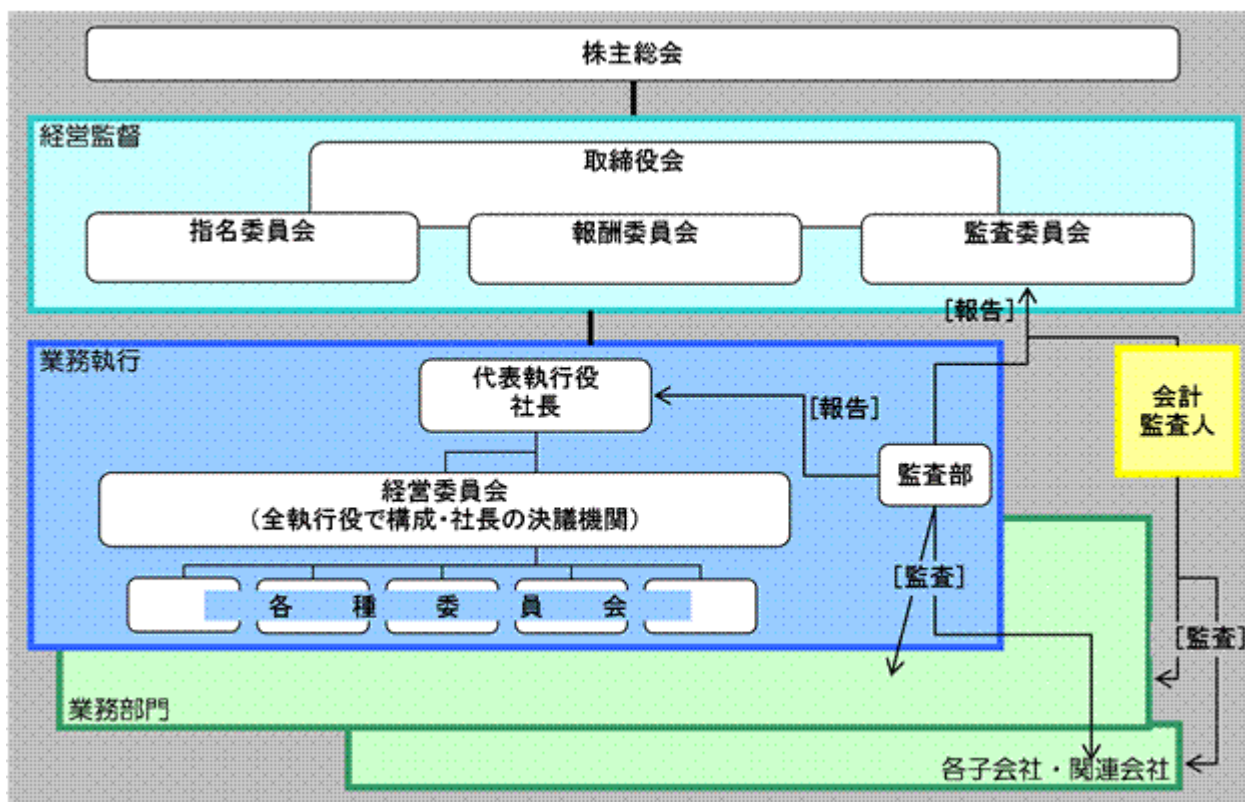 株主総会
経営監督
取締役会
指名委員会
報酬委員会
監査委員会
[報告]
業務執行
代表執行役
社長
[報告]
会計
監査人
監査部
経営委員会
（全執行役で構成・社長の決議機関）
[監査]
各種委員会
[監査]
業務部門
各子会社・関連会社